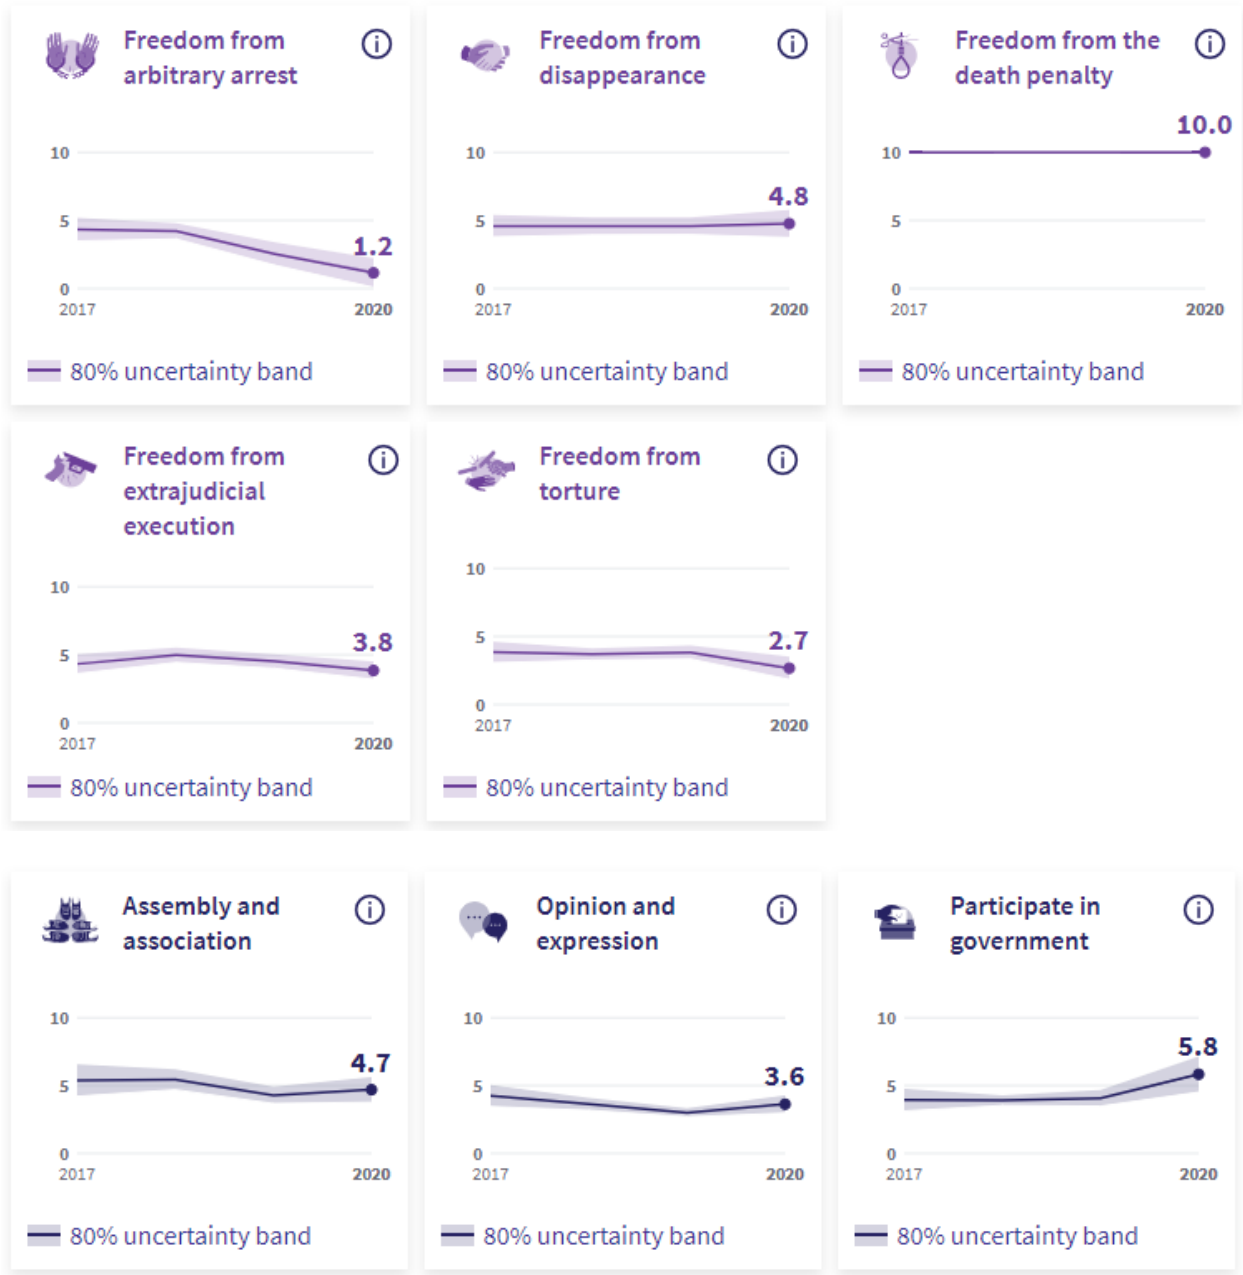 Freedom from
arbitrary arrest
10
5
1.2
0
2017
2020
80% uncertainty band
Freedom from
disappearance
10
4.8
5
0
2017
2020
80% uncertainty band
Freedom from the
death penalty
10.0
10
5
0
2017
2020
80% uncertainty band
Freedom from
extrajudicial
execution
10
3.8
5
0
2017
2020
80% uncertainty band
Freedom from
torture
10
5
2.7
0
2017
2020
80% uncertainty band
Assembly and
association
10
4.7
5
0
2017
2020
80% uncertainty band
Opinion and
expression
10
3.6
5
0
2017
2020
80% uncertainty band
Participate in
government
10
5.8
5
0
2017
2020
80% uncertainty band